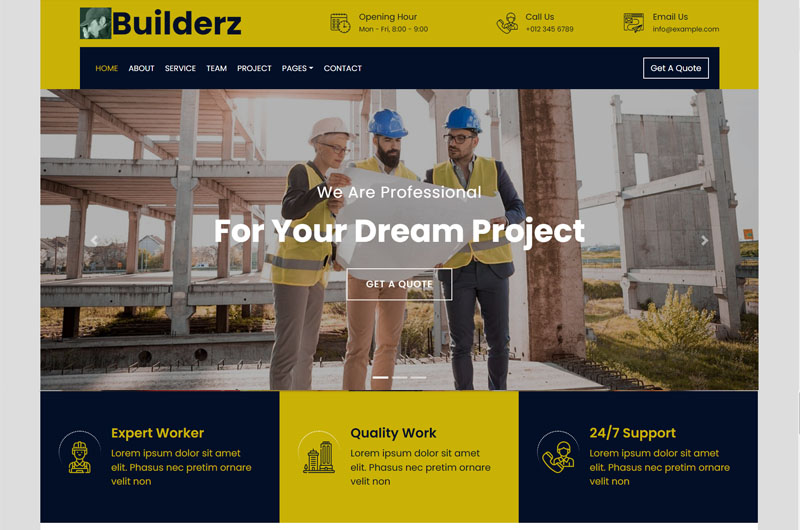 Builderz
Opening Hour
Mon - Fri, 8:00 - 9:00
Call Us
+012 345 6789
Email Us
info@example.com
HOME ABOUT SERVICE TEAM PROJECT PAGES CONTACT
Get A Quote
We Are Professional
For Your Dream Project
GET A QUOTE
Expert Worker
Lorem ipsum dolor sit amet
elit. Phasus nec pretim ornare
velit non
Quality Work
Lorem ipsum dolor sit amet
elit. Phasus nec pretim ornare
velit non
24/7 Support
Lorem ipsum dolor sit amet
elit. Phasus nec pretim ornare
velit non